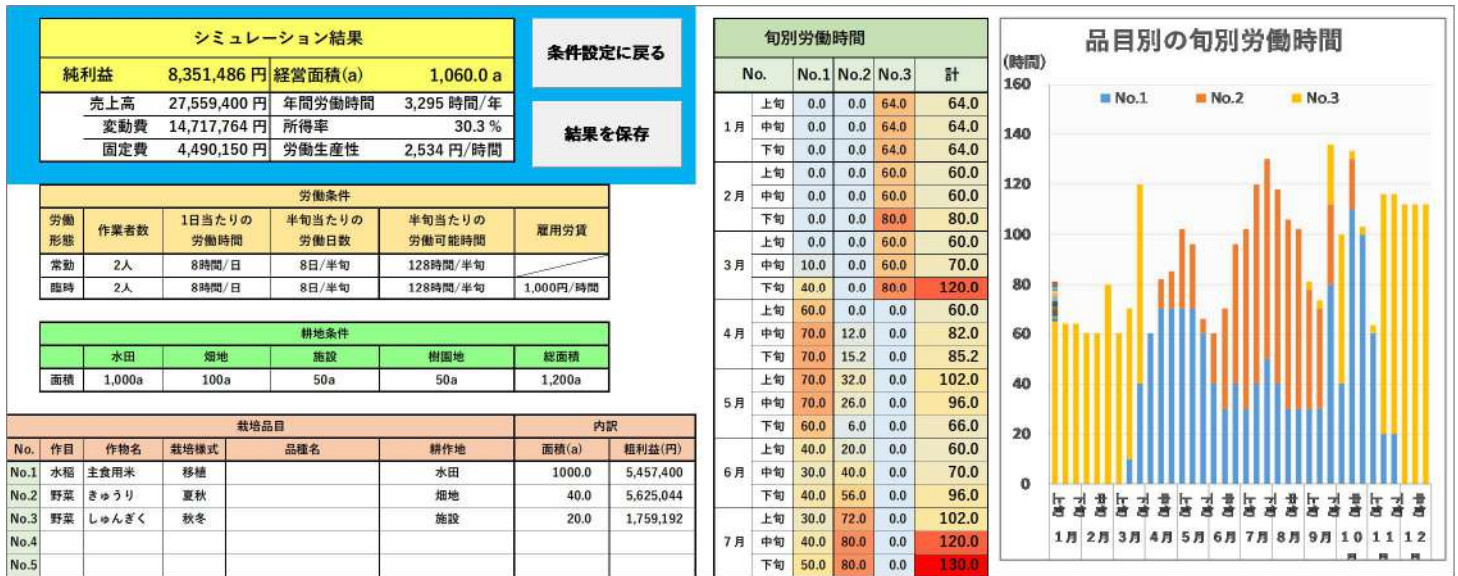 シミュレーション結果
純利益 8,351,486 円 経営面積(a) 1,060.0 a
売上高 27,559,400 円 年間労働時間 3,295 時間/年
変動費 14,717,764 円 所得率 30.3 %
固定費 4,490,150 円 労働生産性 2,534 円/時間
条件設定に戻る
結果を保存
労働条件
労働形態 作業者数 1日当たりの労働時間 半旬当たりの労働日数 半旬当たりの労働可能時間 雇用労賃
常勤 2人 8時間/日 8日/半旬 128時間/半旬
臨時 2人 8時間/日 8日/半旬 128時間/半旬 1,000円/時間
耕地条件
水田 畑地 施設 樹園地 総面積
面積 1,000a 100a 50a 50a 1,200a
栽培品目 内訳
No. 作目 作物名 栽培様式 品種名 耕作地 面積(a) 粗利益(円)
No.1 水稲 主食用米 移植 水田 1000.0 5,457,400
No.2 野菜 きゅうり 夏秋 畑地 40.0 5,625,044
No.3 野菜 しゅんぎく 秋冬 施設 20.0 1,759,192
No.4
No.5
旬別労働時間
No. No.1 No.2 No.3 計
1月 上旬 0.0 0.0 64.0 64.0
中旬 0.0 0.0 64.0 64.0
下旬 0.0 0.0 64.0 64.0
2月 上旬 0.0 0.0 60.0 60.0
中旬 0.0 0.0 60.0 60.0
下旬 0.0 0.0 80.0 80.0
3月 上旬 0.0 0.0 60.0 60.0
中旬 10.0 0.0 60.0 70.0
下旬 40.0 0.0 80.0 120.0
4月 上旬 60.0 0.0 0.0 60.0
中旬 70.0 12.0 0.0 82.0
下旬 70.0 15.2 0.0 85.2
5月 上旬 70.0 32.0 0.0 102.0
中旬 70.0 26.0 0.0 96.0
下旬 60.0 6.0 0.0 66.0
6月 上旬 40.0 20.0 0.0 60.0
中旬 30.0 40.0 0.0 70.0
下旬 40.0 56.0 0.0 96.0
7月 上旬 30.0 72.0 0.0 102.0
中旬 40.0 80.0 0.0 120.0
下旬 50.0 80.0 0.0 130.0
品目別の旬別労働時間
(時間)
No.1 No.2 No.3
160
140
120
100
80
60
40
20
0
1月 2月 3月 4月 5月 6月 7月 8月 9月 10月 11月 12月